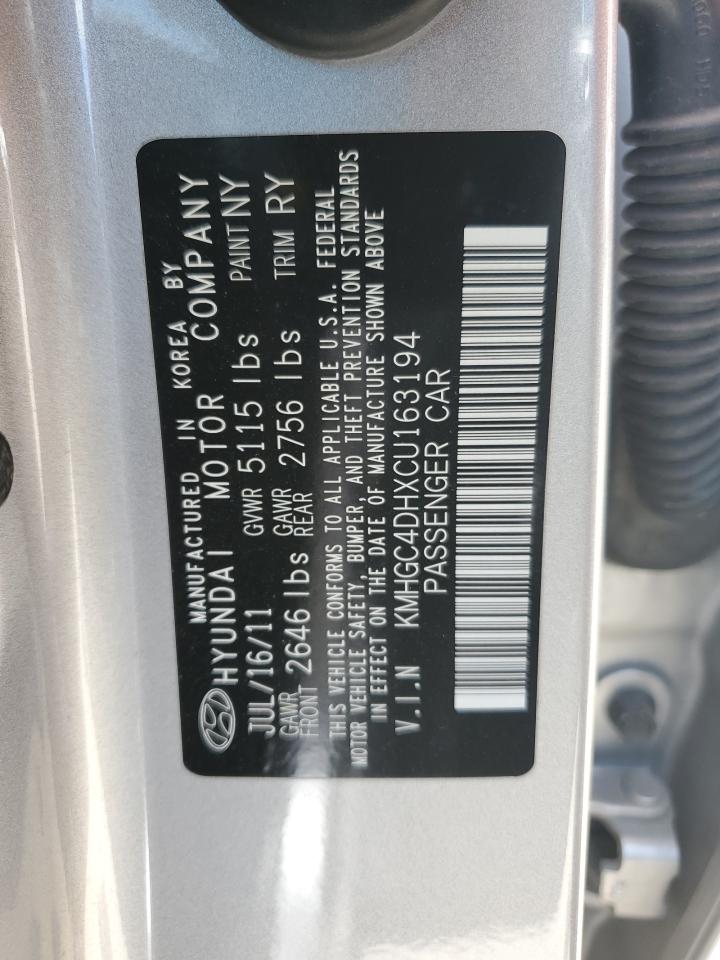 MANUFACTURED IN KOREA BY
HYUNDAI MOTOR COMPANY
JUL/16/11 GVWR 5115 lbs PAINT NY
GAWR FRONT 2646 lbs GAWR REAR 2756 lbs TRIM RY
THIS VEHICLE CONFORMS TO ALL APPLICABLE U.S.A. FEDERAL
MOTOR VEHICLE SAFETY, BUMPER, AND THEFT PREVENTION STANDARDS
IN EFFECT ON THE DATE OF MANUFACTURE SHOWN ABOVE
V.I.N KMHGC4DHXCU163194
PASSENGER CAR